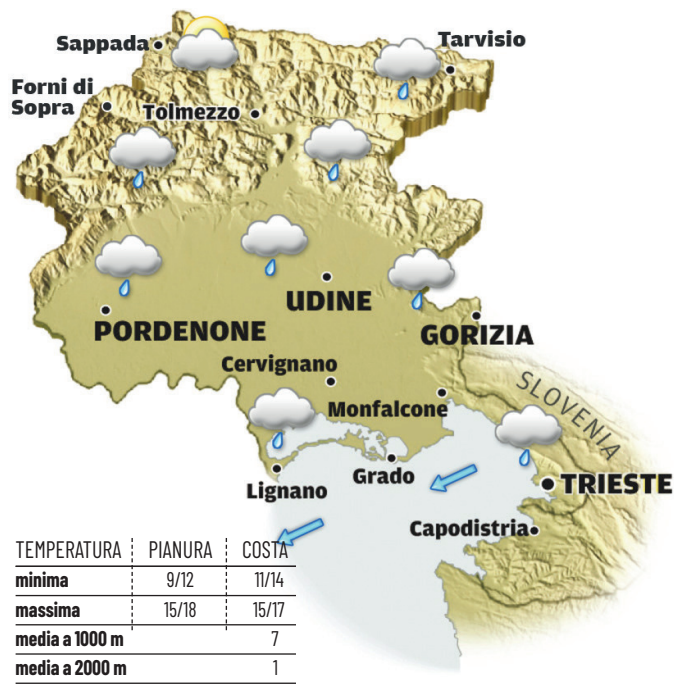 Sappada
Tarvisio
Forni di
Sopra
Tolmezzo
UDINE
PORDENONE
GORIZIA
Cervignano
SLOVENIA
Monfalcone
Grado
Lignano
TRIESTE
Capodistria
TEMPERATURA PIANURA COSTA
minima 9/12 11/14
massima 15/18 15/17
media a 1000 m 7
media a 2000 m 1